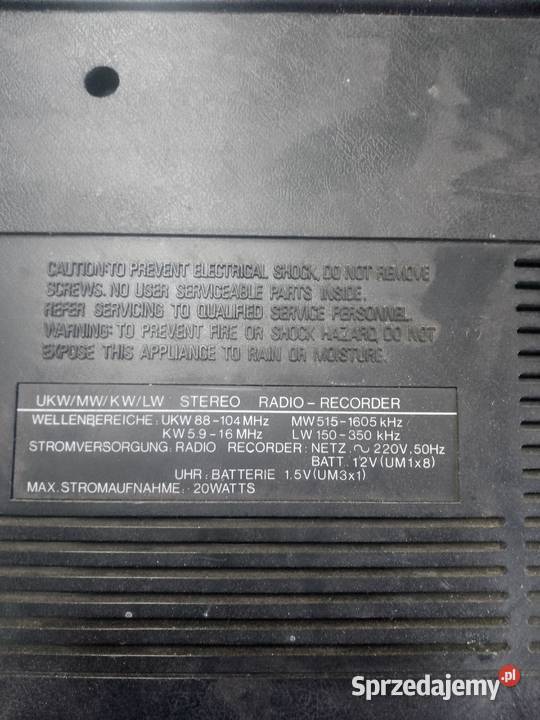 CAUTION:TO PREVENT ELECTRICAL SHOCK, DO NOT REMOVE
SCREWS. NO USER SERVICEABLE PARTS INSIDE.
REFER SERVICING TO QUALIFIED SERVICE PERSONNEL.
WARNING: TO PREVENT FIRE OR SHOCK HAZARD, DO NOT
EXPOSE THIS APPLIANCE TO RAIN OR MOISTURE.
UKW/MW/KW/LW STEREO RADIO-RECORDER
WELLENBEREICHE: UKW 88-104 MHz MW 515-1605 kHz
KW 5.9-16 MHz LW 150-350 kHz
STROMVERSORGUNG: RADIO RECORDER: NETZ. ∿ 220V, 50Hz
BATT. 12V (UM1x8)
UHR: BATTERIE 1.5V (UM3x1)
MAX. STROMAUFNAHME: 20WATTS
Sprzedajemy.pl